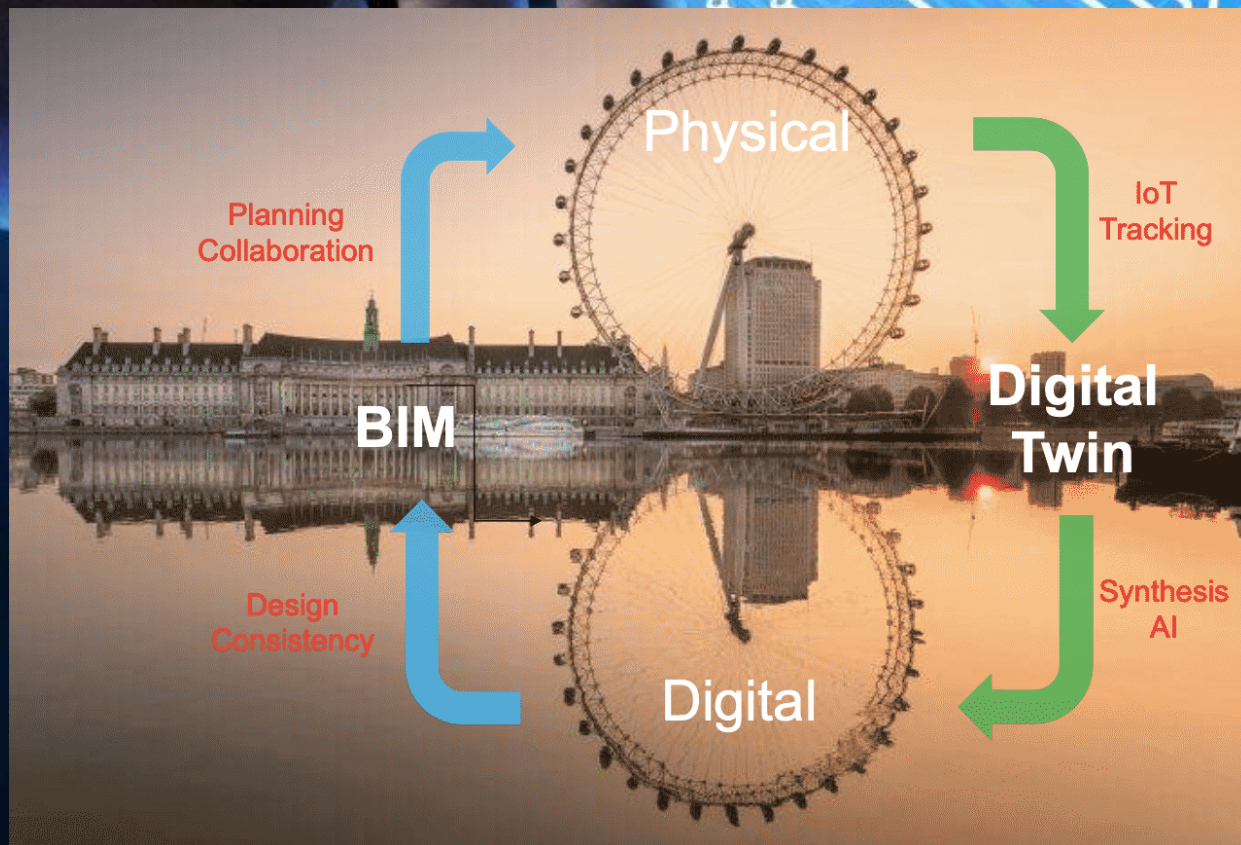 Physical
Planning
Collaboration
IoT
Tracking
BIM
Digital
Twin
Design
Consistency
Synthesis
AI
Digital